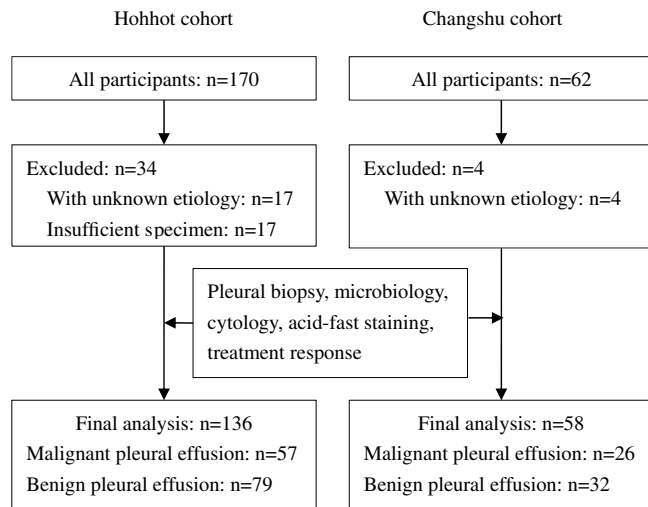 Hohhot cohort
All participants: n=170
Excluded: n=34
With unknown etiology: n=17
Insufficient specimen: n=17
Changshu cohort
All participants: n=62
Excluded: n=4
With unknown etiology: n=4
Pleural biopsy, microbiology,
cytology, acid-fast staining,
treatment response
Final analysis: n=136
Malignant pleural effusion: n=57
Benign pleural effusion: n=79
Final analysis: n=58
Malignant pleural effusion: n=26
Benign pleural effusion: n=32